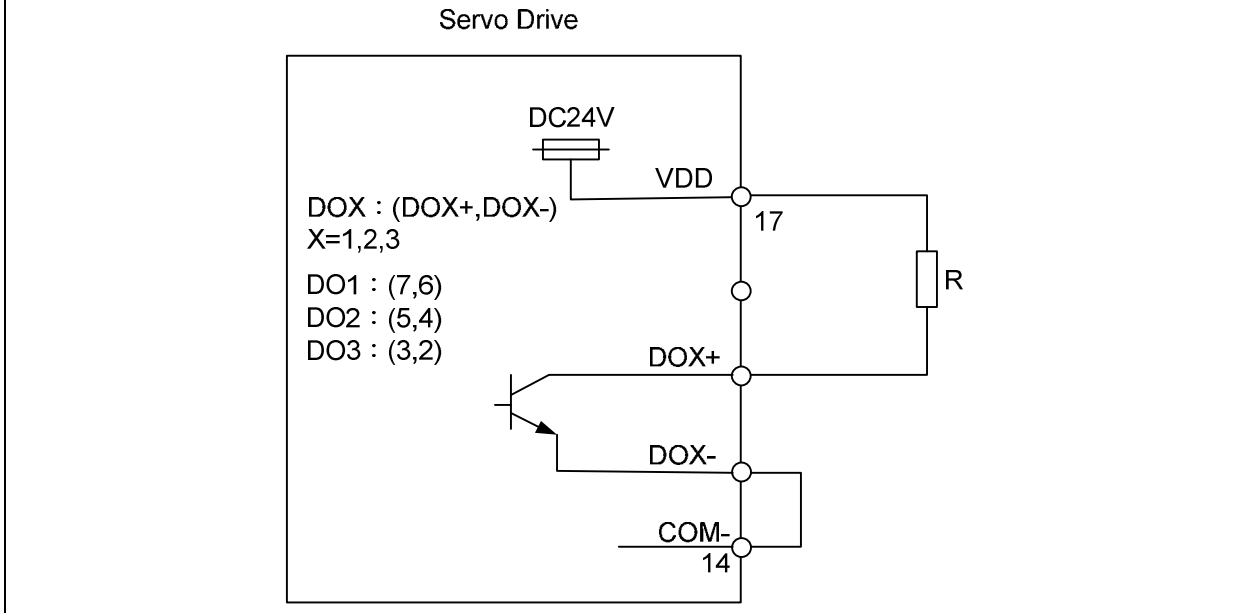 Servo Drive
DC24V
VDD
17
DOX : (DOX+,DOX-)
X=1,2,3
R
DO1 : (7,6)
DO2 : (5,4)
DO3 : (3,2)
DOX+
DOX-
COM-
14